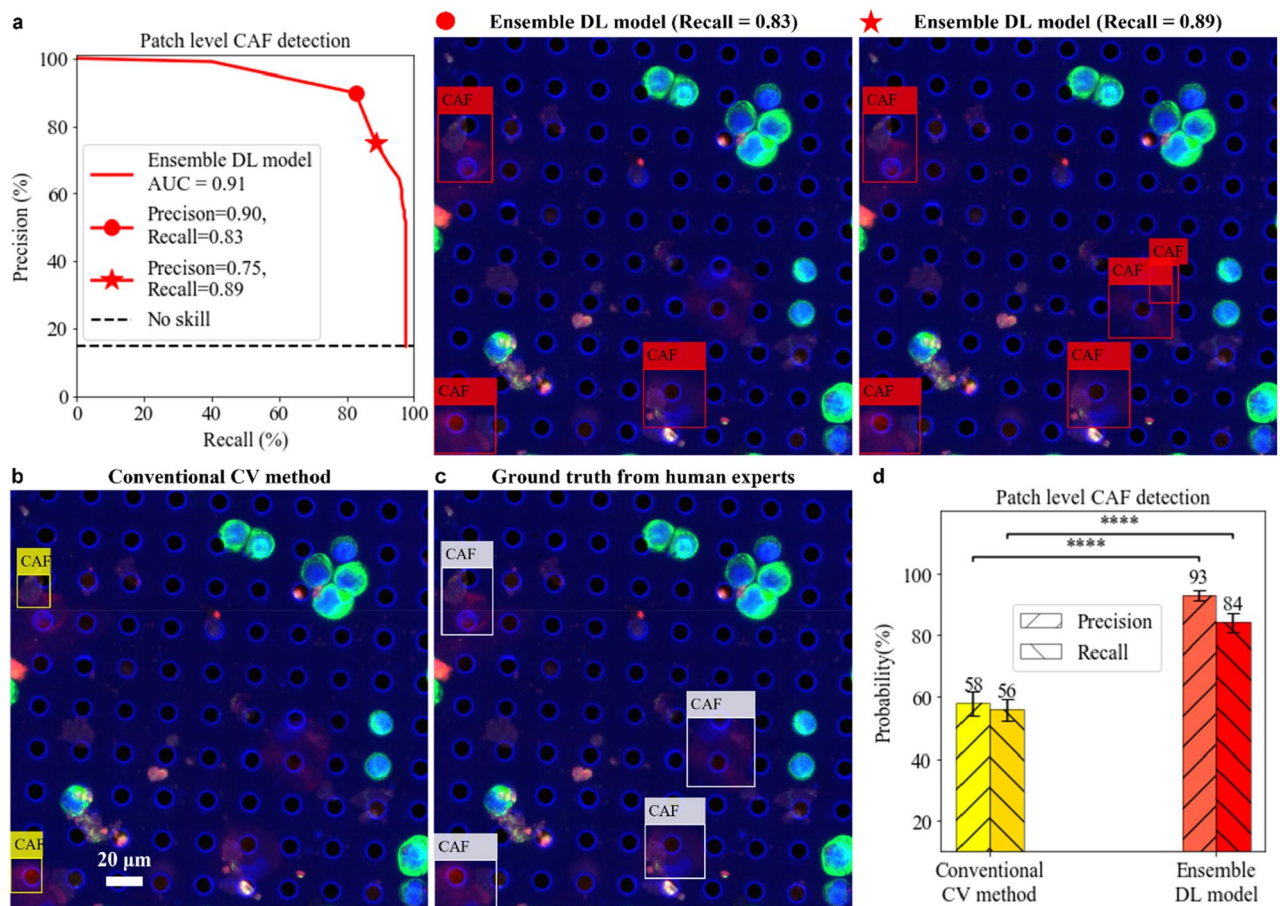 a
Patch level CAF detection
100
80
60
40
20
0
Precision (%)
Ensemble DL model
AUC = 0.91
Precison=0.90,
Recall=0.83
Precison=0.75,
Recall=0.89
No skill
0 20 40 60 80 100
Recall (%)
Ensemble DL model (Recall = 0.83)
CAF
CAF
CAF
Ensemble DL model (Recall = 0.89)
CAF
CAF
CAF
CAF
CAF
b Conventional CV method
CAF
CAF
20 µm
c Ground truth from human experts
CAF
CAF
CAF
CAF
d
Patch level CAF detection
****
****
93
84
58
56
Precision
Recall
100
80
60
40
20
Probability(%)
Conventional
CV method
Ensemble
DL model